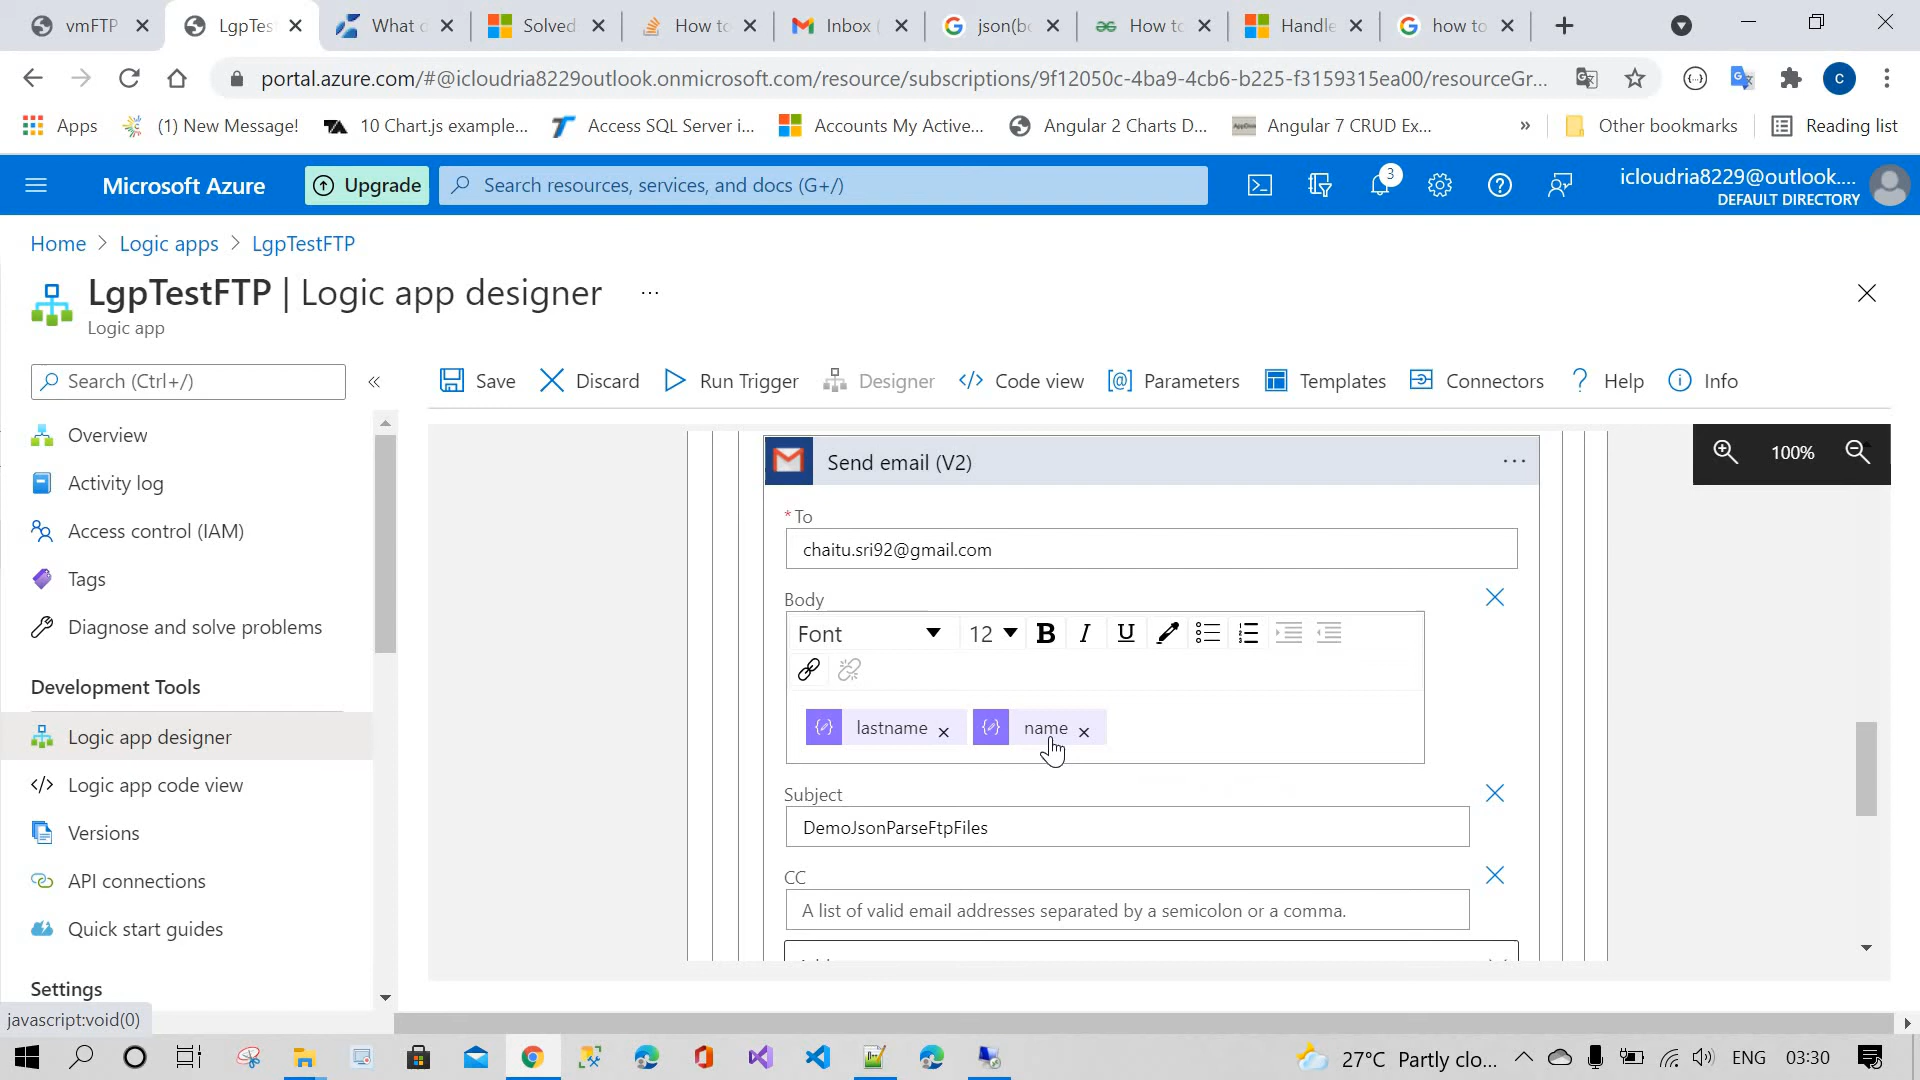 vmFTP
LgpTes
What d
Solved
How to
Inbox (
json(bo
How to
Handle
how to
portal.azure.com/#@icloudria8229outlook.onmicrosoft.com/resource/subscriptions/9f12050c-4ba9-4cb6-b225-f3159315ea00/resourceGr...
c
Apps
(1) New Message!
10 Chart.js example...
Access SQL Server i...
Accounts My Active...
Angular 2 Charts D...
Angular 7 CRUD Ex...
»
Other bookmarks
Reading list
Microsoft Azure
Upgrade
Search resources, services, and docs (G+/)
3
icloudria8229@outlook....
DEFAULT DIRECTORY
Home > Logic apps > LgpTestFTP
LgpTestFTP | Logic app designer ...
Logic app
Search (Ctrl+/)
«
Save
Discard
Run Trigger
Designer
Code view
Parameters
Templates
Connectors
Help
Info
Overview
Activity log
Access control (IAM)
Tags
Diagnose and solve problems
Development Tools
Logic app designer
Logic app code view
Versions
API connections
Quick start guides
Settings
javascript:void(0)
Send email (V2)
100%
* To
chaitu.sri92@gmail.com
Body
Font
12
B I U
lastname
name
Subject
DemoJsonParseFtpFiles
CC
A list of valid email addresses separated by a semicolon or a comma.
27°C Partly clo...
ENG
03:30